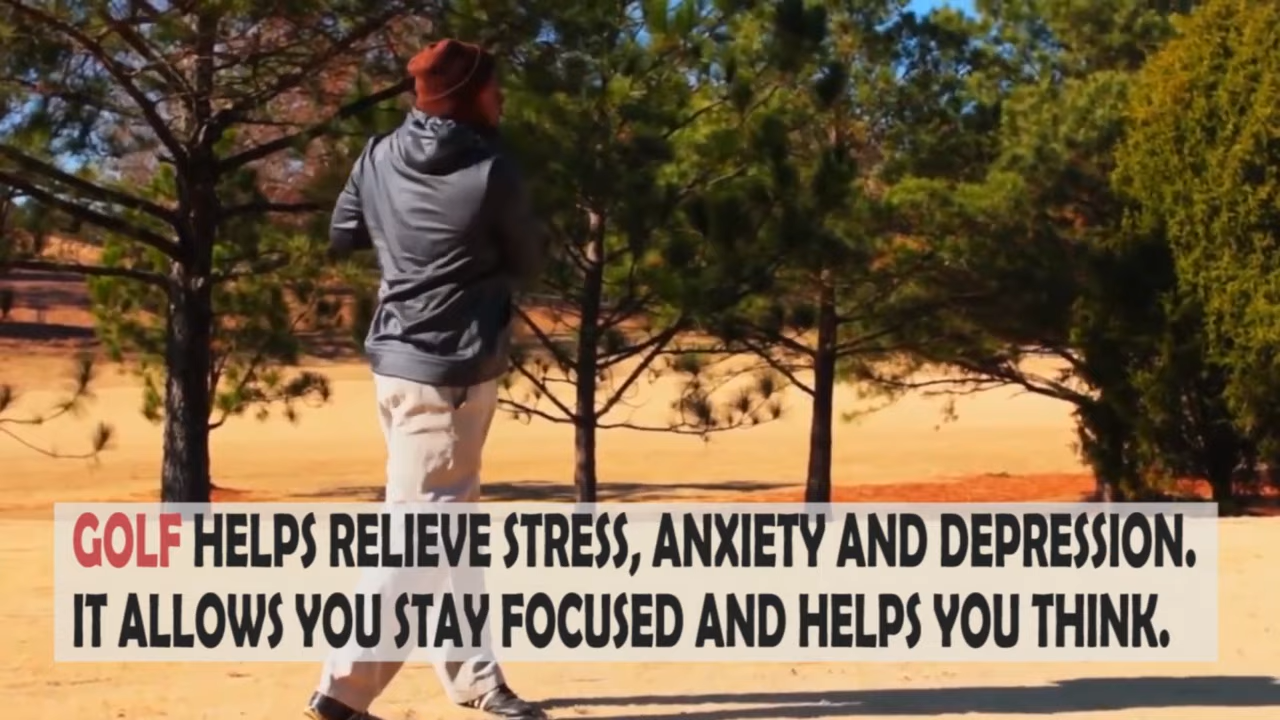 GOLF HELPS RELIEVE STRESS, ANXIETY AND DEPRESSION.
IT ALLOWS YOU STAY FOCUSED AND HELPS YOU THINK.